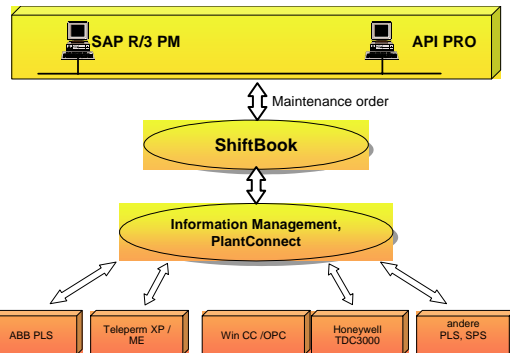 SAP R/3 PM
API PRO
Maintenance order
ShiftBook
Information Management,
PlantConnect
ABB PLS
Teleperm XP /
ME
Win CC /OPC
Honeywell
TDC3000
andere
PLS, SPS